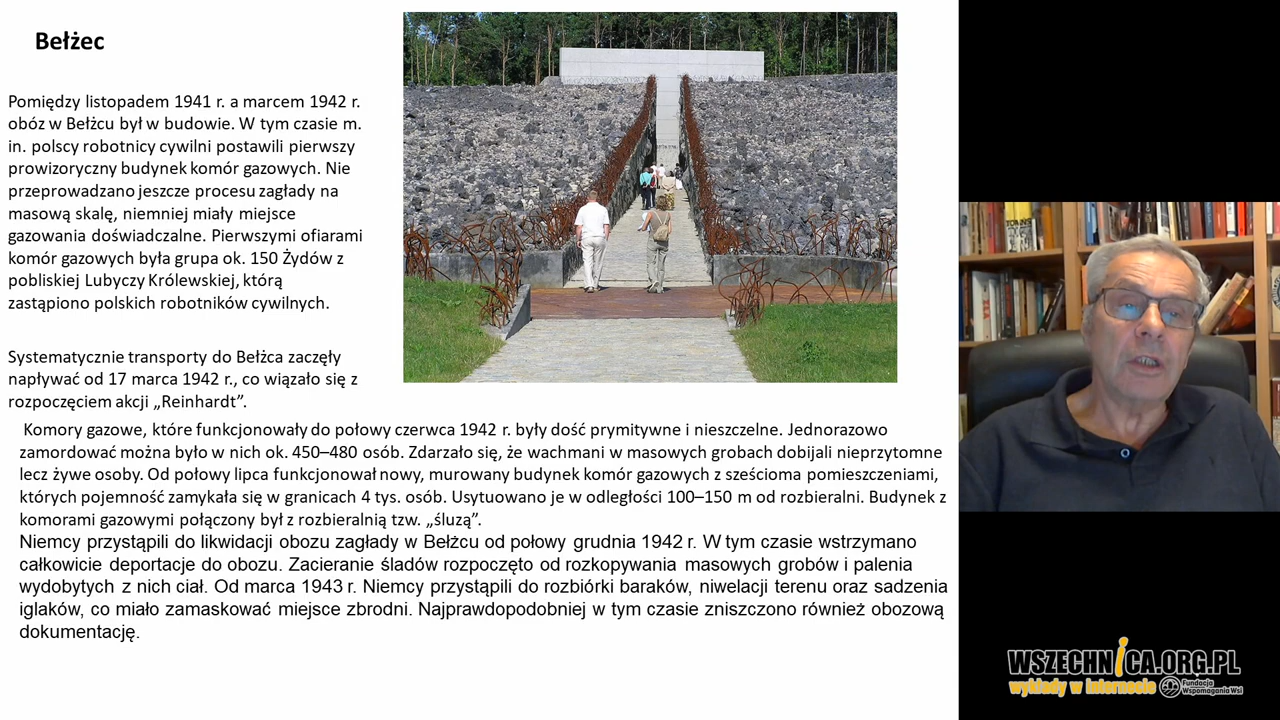 Bełżec
Pomiędzy listopadem 1941 r. a marcem 1942 r.
obóz w Bełżcu był w budowie. W tym czasie m.
in. polscy robotnicy cywilni postawili pierwszy
prowizoryczny budynek komór gazowych. Nie
przeprowadzano jeszcze procesu zagłady na
masową skalę, niemniej miały miejsce
gazowania doświadczalne. Pierwszymi ofiarami
komór gazowych była grupa ok. 150 Żydów z
pobliskiej Lubyczy Królewskiej, którą
zastąpiono polskich robotników cywilnych.
Systematycznie transporty do Bełżca zaczęły
napływać od 17 marca 1942 r., co wiązało się z
rozpoczęciem akcji „Reinhardt”.
Komory gazowe, które funkcjonowały do połowy czerwca 1942 r. były dość prymitywne i nieszczelne. Jednorazowo
zamordować można było w nich ok. 450–480 osób. Zdarzało się, że wachmani w masowych grobach dobijali nieprzytomne
lecz żywe osoby. Od połowy lipca funkcjonował nowy, murowany budynek komór gazowych z sześcioma pomieszczeniami,
których pojemność zamykała się w granicach 4 tys. osób. Usytuowano je w odległości 100–150 m od rozbieralni. Budynek z
komorami gazowymi połączony był z rozbieralnią tzw. „śluzą”.
Niemcy przystąpili do likwidacji obozu zagłady w Bełżcu od połowy grudnia 1942 r. W tym czasie wstrzymano
całkowicie deportacje do obozu. Zacieranie śladów rozpoczęto od rozkopywania masowych grobów i palenia
wydobytych z nich ciał. Od marca 1943 r. Niemcy przystąpili do rozbiórki baraków, niwelacji terenu oraz sadzenia
iglaków, co miało zamaskować miejsce zbrodni. Najprawdopodobniej w tym czasie zniszczono również obozową
dokumentację.
WSZECHNICA.ORG.PL
wykłady w internecie
Fundacja
Wspomagania Wsi